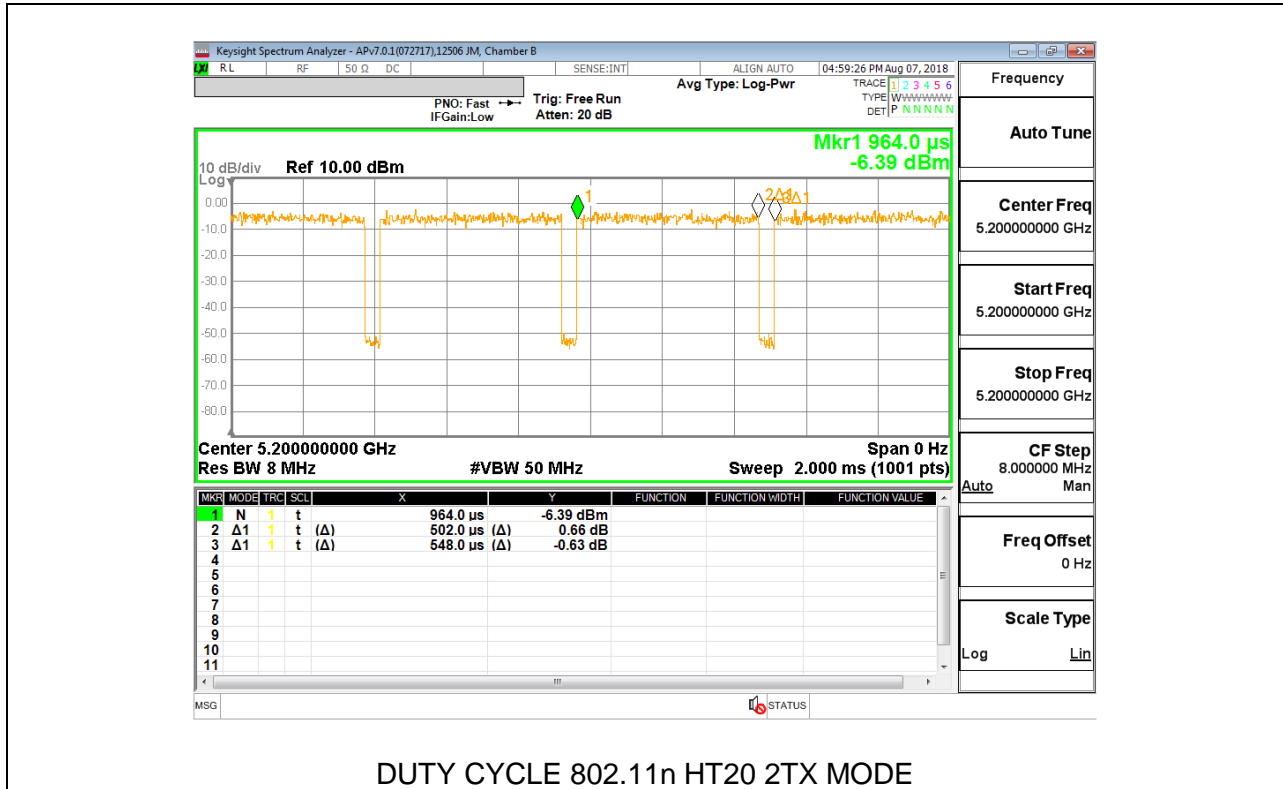 Keysight Spectrum Analyzer - APv7.0.1(072717),12506 JM, Chamber B
LXI RL RF 50 Ω DC SENSE:INT ALIGN AUTO 04:59:26 PM Aug 07, 2018
PNO: Fast Trig: Free Run Avg Type: Log-Pwr TRACE 1 2 3 4 5 6
IFGain:Low Atten: 20 dB TYPE WWWWWWW
DET P N N N N N
Mkr1 964.0 µs
-6.39 dBm
10 dB/div Ref 10.00 dBm
Log
0.00
-10.0
-20.0
-30.0
-40.0
-50.0
-60.0
-70.0
-80.0
1
2Δ1
3Δ1
Center 5.200000000 GHz Span 0 Hz
Res BW 8 MHz #VBW 50 MHz Sweep 2.000 ms (1001 pts)
MKR MODE TRC SCL X Y FUNCTION FUNCTION WIDTH FUNCTION VALUE
1 N 1 t 964.0 µs -6.39 dBm
2 Δ1 1 t (Δ) 502.0 µs (Δ) 0.66 dB
3 Δ1 1 t (Δ) 548.0 µs (Δ) -0.63 dB
4
5
6
7
8
9
10
11
MSG STATUS
Frequency
Auto Tune
Center Freq
5.200000000 GHz
Start Freq
5.200000000 GHz
Stop Freq
5.200000000 GHz
CF Step
8.000000 MHz
Auto Man
Freq Offset
0 Hz
Scale Type
Log Lin
DUTY CYCLE 802.11n HT20 2TX MODE